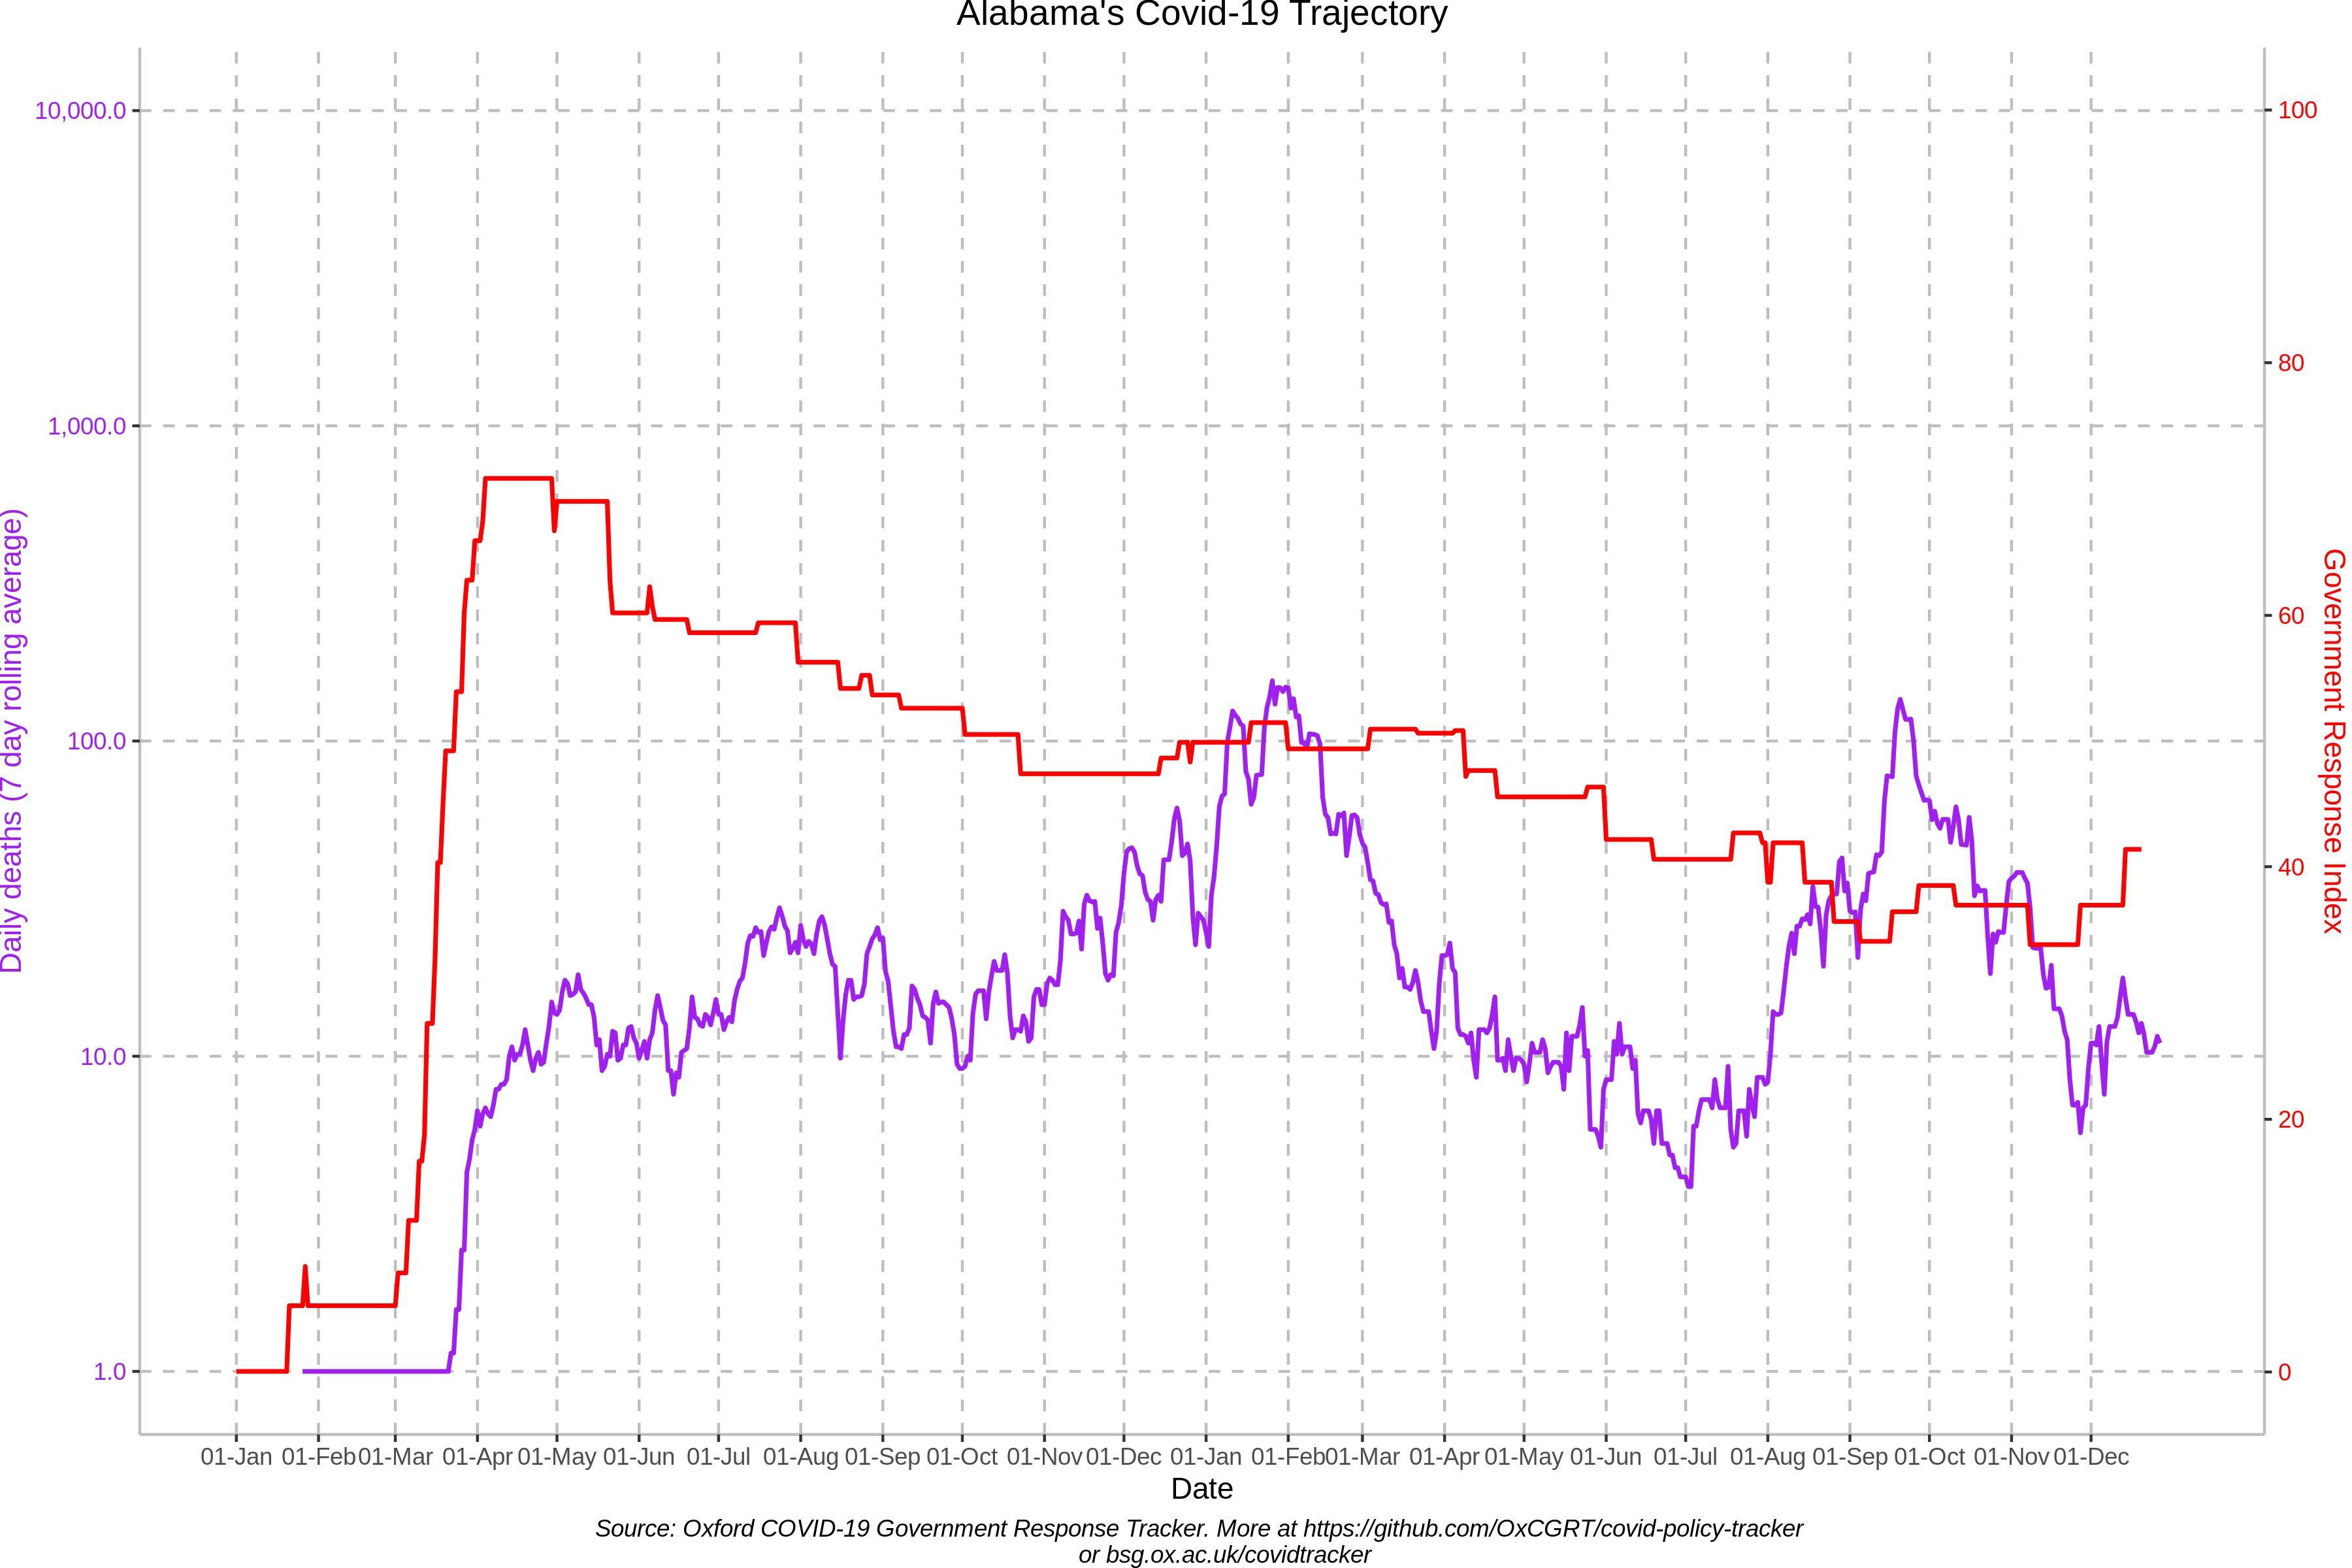 Alabama's Covid-19 Trajectory
10,000.0
1,000.0
100.0
10.0
1.0
Daily deaths (7 day rolling average)
100
80
60
40
20
0
Government Response Index
01-Jan 01-Feb 01-Mar 01-Apr 01-May 01-Jun 01-Jul 01-Aug 01-Sep 01-Oct 01-Nov 01-Dec 01-Jan 01-Feb 01-Mar 01-Apr 01-May 01-Jun 01-Jul 01-Aug 01-Sep 01-Oct 01-Nov 01-Dec
Date
Source: Oxford COVID-19 Government Response Tracker. More at https://github.com/OxCGRT/covid-policy-tracker
or bsg.ox.ac.uk/covidtracker